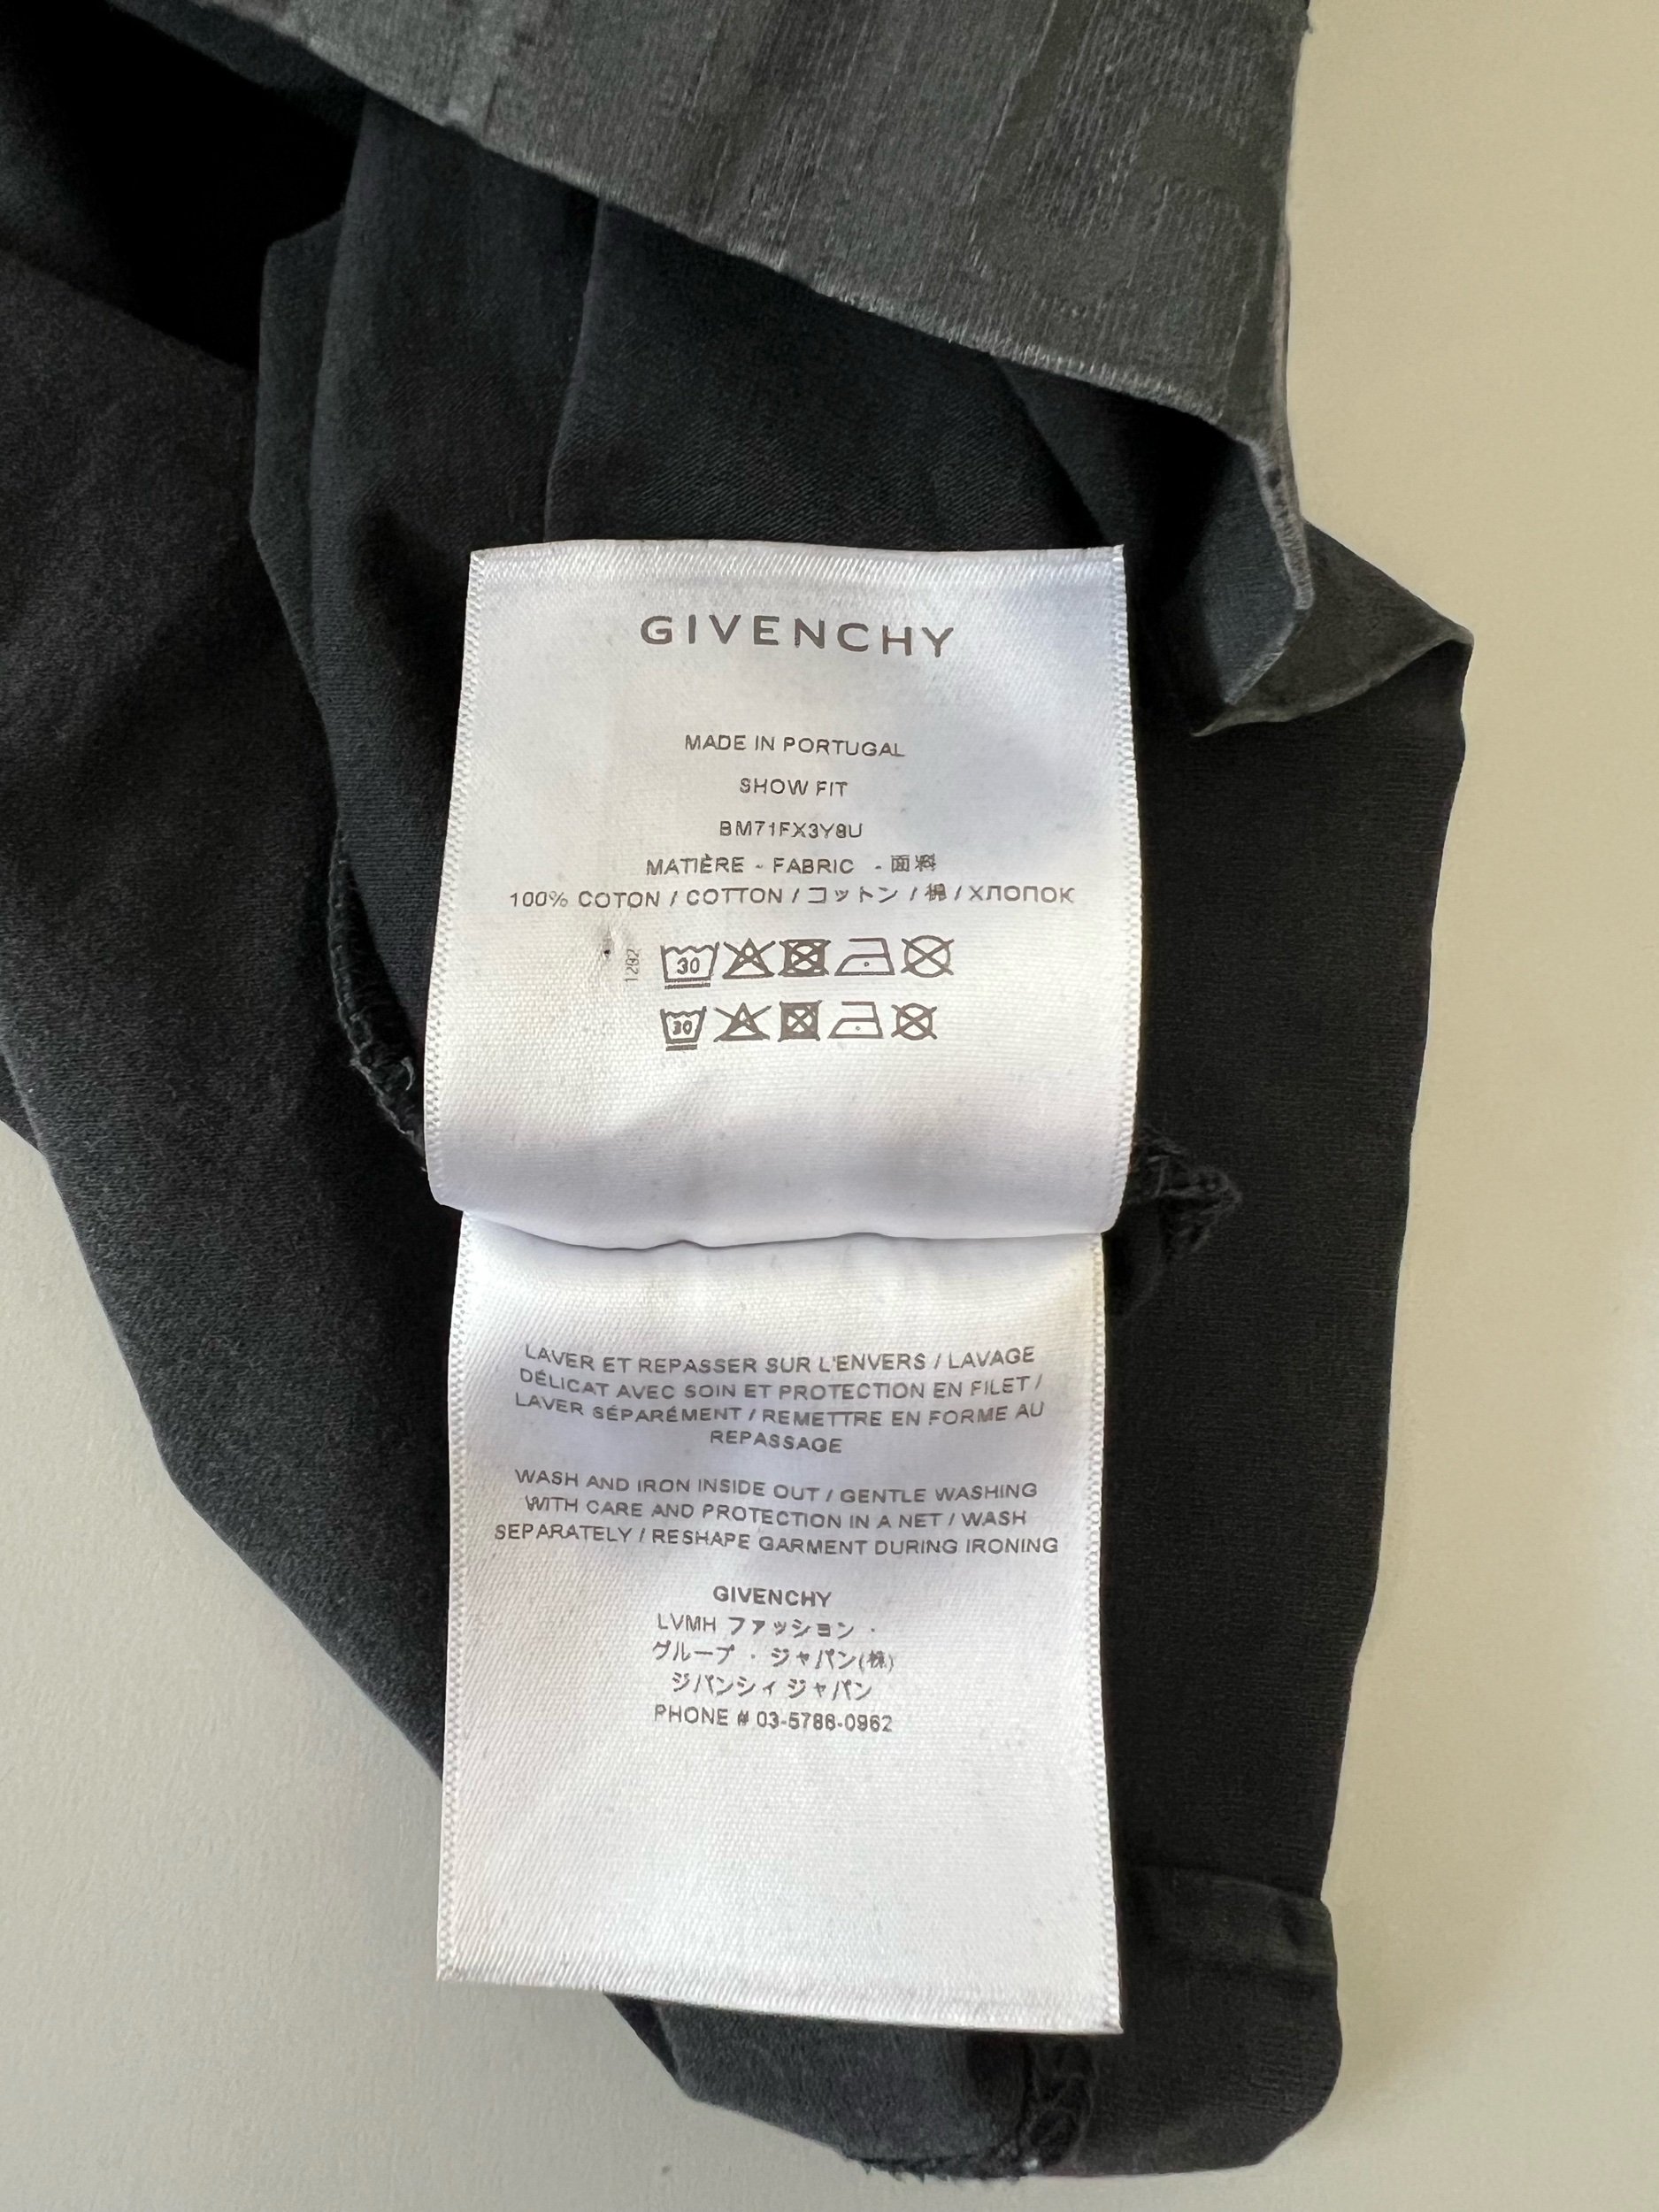 GIVENCHY
MADE IN PORTUGAL
SHOW FIT
BM71FX3Y8U
MATIÈRE - FABRIC - 面料
100% COTON / COTTON / コットン / 棉 / ХЛОПОК
1282
30
30
LAVER ET REPASSER SUR L'ENVERS / LAVAGE
DÉLICAT AVEC SOIN ET PROTECTION EN FILET /
LAVER SÉPARÉMENT / REMETTRE EN FORME AU
REPASSAGE
WASH AND IRON INSIDE OUT / GENTLE WASHING
WITH CARE AND PROTECTION IN A NET / WASH
SEPARATELY / RESHAPE GARMENT DURING IRONING
GIVENCHY
LVMH ファッション ·
グループ · ジャパン(株)
ジバンシィ ジャパン
PHONE # 03-5786-0962